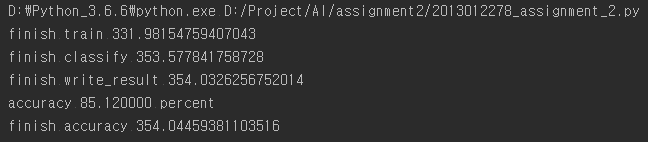 D:₩Python_3.6.6₩python.exe D:/Project/AI/assignment2/2013012278_assignment_2.py
finish train 331.98154759407043
finish classify 353.577841758728
finish write_result 354.0326256752014
accuracy 85.120000 percent
finish accuracy 354.04459381103516